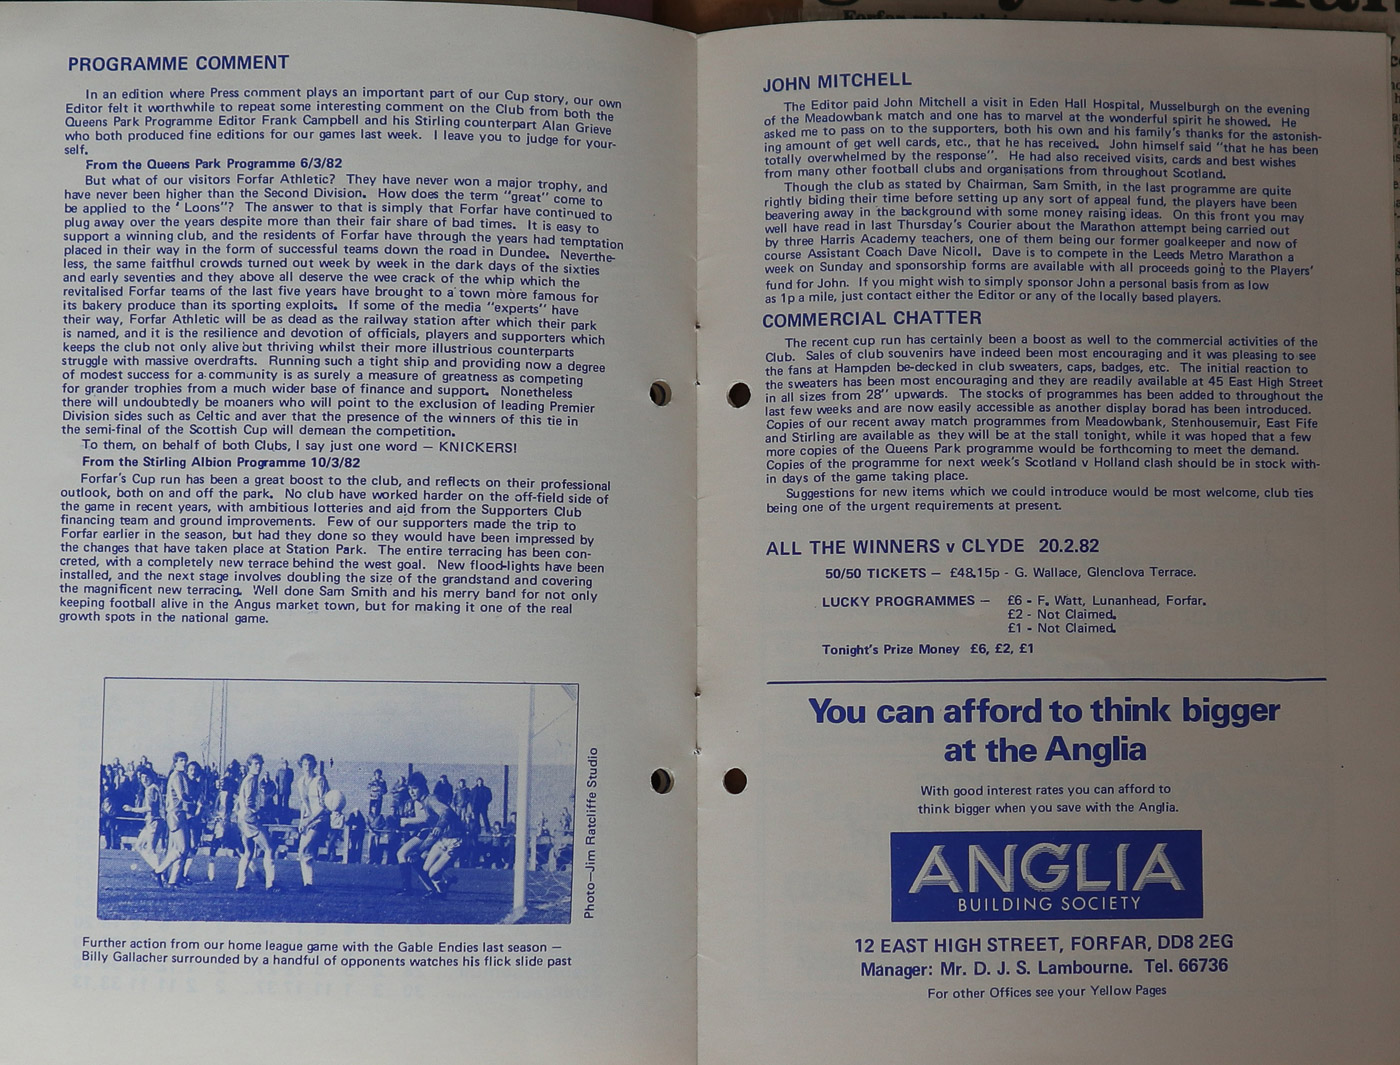 PROGRAMME COMMENT
In an edition where Press comment plays an important part of our Cup story, our own
Editor felt it worthwhile to repeat some interesting comment on the Club from both the
Queens Park Programme Editor Frank Campbell and his Stirling counterpart Alan Grieve
who both produced fine editions for our games last week. I leave you to judge for your-
self.
From the Queens Park Programme 6/3/82
But what of our visitors Forfar Athletic? They have never won a major trophy, and
have never been higher than the Second Division. How does the term "great" come to
be applied to the ' Loons"? The answer to that is simply that Forfar have continued to
plug away over the years despite more than their fair share of bad times. It is easy to
support a winning club, and the residents of Forfar have through the years had temptation
placed in their way in the form of successful teams down the road in Dundee. Neverthe-
less, the same faitfhul crowds turned out week by week in the dark days of the sixties
and early seventies and they above all deserve the wee crack of the whip which the
revitalised Forfar teams of the last five years have brought to a town more famous for
its bakery produce than its sporting exploits. If some of the media "experts" have
their way, Forfar Athletic will be as dead as the railway station after which their park
is named, and it is the resilience and devotion of officials, players and supporters which
keeps the club not only alive but thriving whilst their more illustrious counterparts
struggle with massive overdrafts. Running such a tight ship and providing now a degree
of modest success for a community is as surely a measure of greatness as competing
for grander trophies from a much wider base of finance and support. Nonetheless
there will undoubtedly be moaners who will point to the exclusion of leading Premier
Division sides such as Celtic and aver that the presence of the winners of this tie in
the semi-final of the Scottish Cup will demean the competition.
To them, on behalf of both Clubs, I say just one word — KNICKERS!
From the Stirling Albion Programme 10/3/82
Forfar's Cup run has been a great boost to the club, and reflects on their professional
outlook, both on and off the park. No club have worked harder on the off-field side of
the game in recent years, with ambitious lotteries and aid from the Supporters Club
financing team and ground improvements. Few of our supporters made the trip to
Forfar earlier in the season, but had they done so they would have been impressed by
the changes that have taken place at Station Park. The entire terracing has been con-
creted, with a completely new terrace behind the west goal. New flood-lights have been
installed, and the next stage involves doubling the size of the grandstand and covering
the magnificent new terracing. Well done Sam Smith and his merry band for not only
keeping football alive in the Angus market town, but for making it one of the real
growth spots in the national game.
Photo—Jim Ratcliffe Studio
Further action from our home league game with the Gable Endies last season —
Billy Gallacher surrounded by a handful of opponents watches his flick slide past
JOHN MITCHELL
The Editor paid John Mitchell a visit in Eden Hall Hospital, Musselburgh on the evening
of the Meadowbank match and one has to marvel at the wonderful spirit he showed. He
asked me to pass on to the supporters, both his own and his family's thanks for the astonish-
ing amount of get well cards, etc., that he has received. John himself said "that he has been
totally overwhelmed by the response". He had also received visits, cards and best wishes
from many other football clubs and organisations from throughout Scotland.
Though the club as stated by Chairman, Sam Smith, in the last programme are quite
rightly biding their time before setting up any sort of appeal fund, the players have been
beavering away in the background with some money raising ideas. On this front you may
well have read in last Thursday's Courier about the Marathon attempt being carried out
by three Harris Academy teachers, one of them being our former goalkeeper and now of
course Assistant Coach Dave Nicoll. Dave is to compete in the Leeds Metro Marathon a
week on Sunday and sponsorship forms are available with all proceeds going to the Players'
fund for John. If you might wish to simply sponsor John a personal basis from as low
as 1p a mile, just contact either the Editor or any of the locally based players.
COMMERCIAL CHATTER
The recent cup run has certainly been a boost as well to the commercial activities of the
Club. Sales of club souvenirs have indeed been most encouraging and it was pleasing to see
the fans at Hampden be-decked in club sweaters, caps, badges, etc. The initial reaction to
the sweaters has been most encouraging and they are readily available at 45 East High Street
in all sizes from 28" upwards. The stocks of programmes has been added to throughout the
last few weeks and are now easily accessible as another display borad has been introduced.
Copies of our recent away match programmes from Meadowbank, Stenhousemuir, East Fife
and Stirling are available as they will be at the stall tonight, while it was hoped that a few
more copies of the Queens Park programme would be forthcoming to meet the demand.
Copies of the programme for next week's Scotland v Holland clash should be in stock with-
in days of the game taking place.
Suggestions for new items which we could introduce would be most welcome, club ties
being one of the urgent requirements at present.
ALL THE WINNERS v CLYDE 20.2.82
50/50 TICKETS — £48.15p - G. Wallace, Glenclova Terrace.
LUCKY PROGRAMMES — £6 - F. Watt, Lunanhead, Forfar.
£2 - Not Claimed.
£1 - Not Claimed.
Tonight's Prize Money £6, £2, £1
You can afford to think bigger
at the Anglia
With good interest rates you can afford to
think bigger when you save with the Anglia.
ANGLIA
BUILDING SOCIETY
12 EAST HIGH STREET, FORFAR, DD8 2EG
Manager: Mr. D. J. S. Lambourne. Tel. 66736
For other Offices see your Yellow Pages